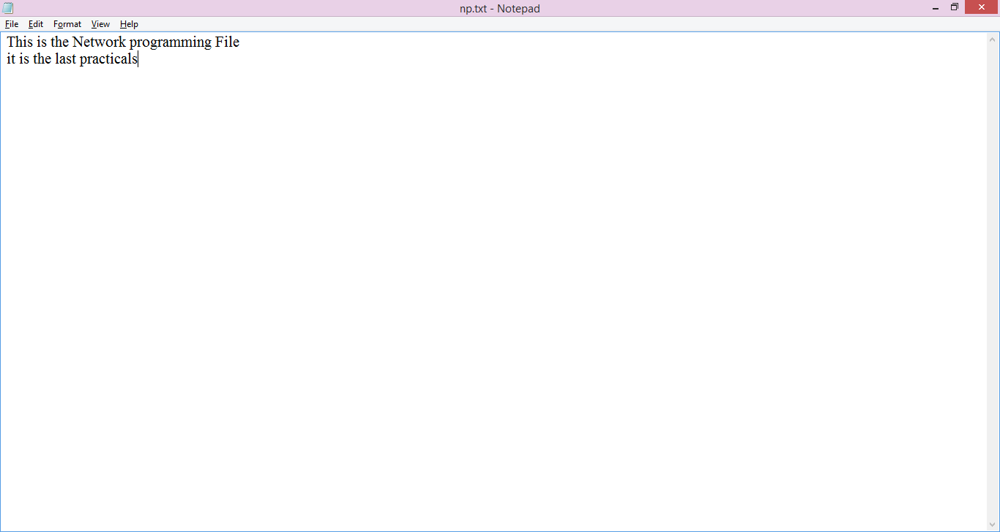 np.txt - Notepad
File Edit Format View Help
This is the Network programming File
it is the last practicals